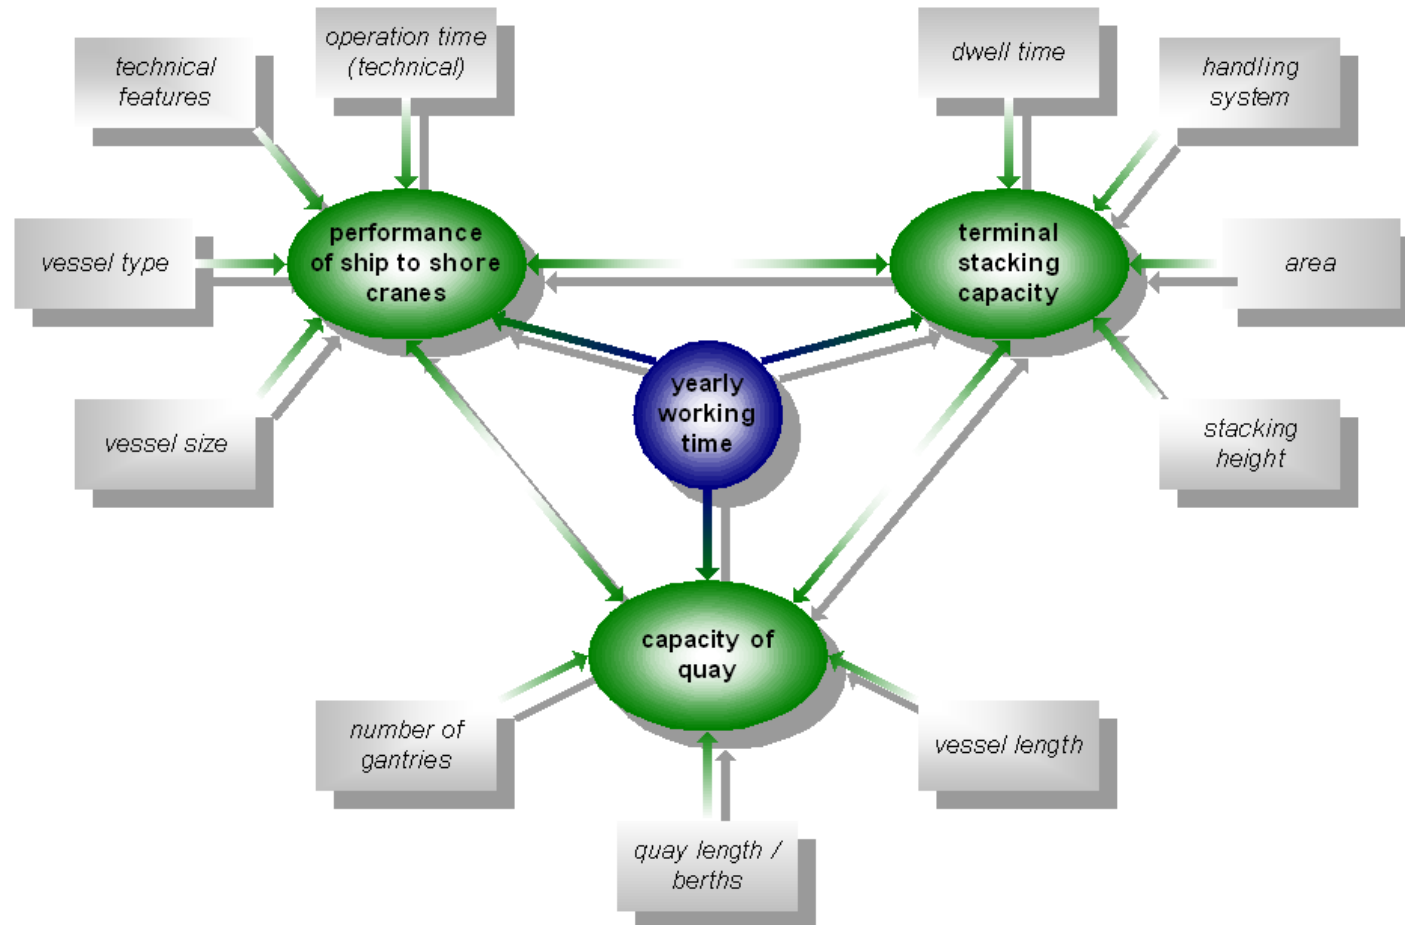 operation time
(technical)
technical
features
dwell time
handling
system
performance
of ship to shore
cranes
terminal
stacking
capacity
vessel type
area
yearly
working
time
vessel size
stacking
height
capacity of
quay
number of
gantries
vessel length
quay length /
berths